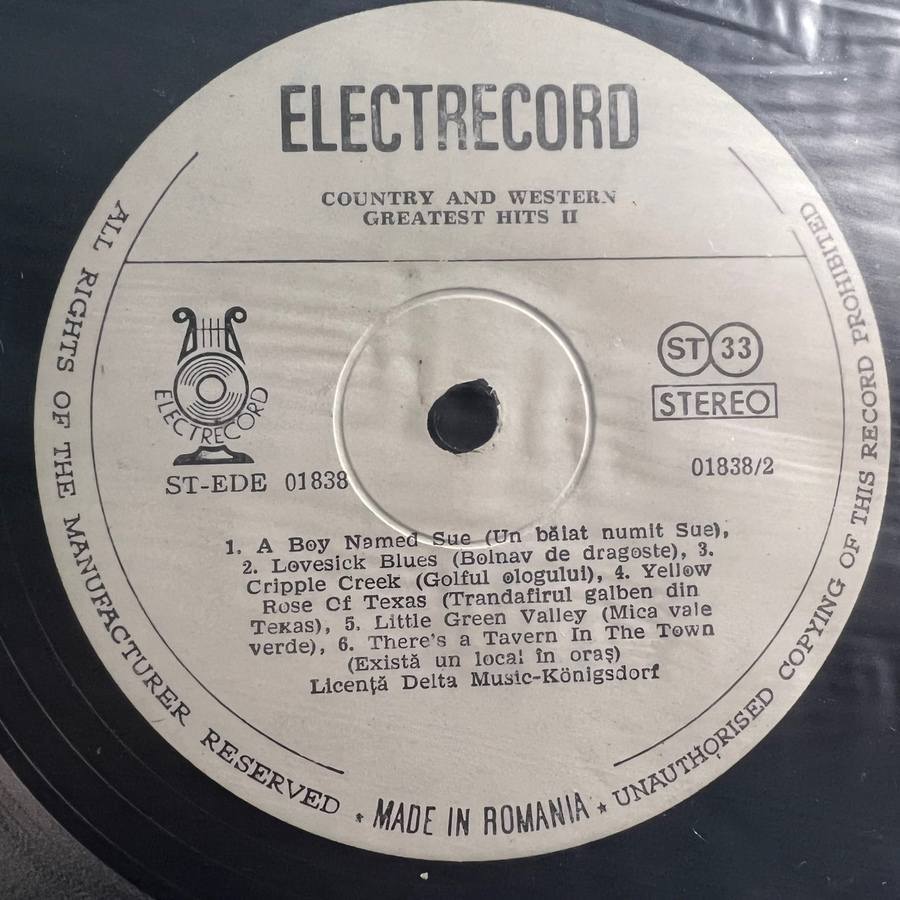 ELECTRECORD
COUNTRY AND WESTERN
GREATEST HITS II
ELECTRECORD
ST-EDE 01838
ST 33
STEREO
01838/2
1. A Boy Named Sue (Un băiat numit Sue),
2. Lovesick Blues (Bolnav de dragoste), 3.
Cripple Creek (Golful ologului), 4. Yellow
Rose Of Texas (Trandafirul galben din
Texas), 5. Little Green Valley (Mica vale
verde), 6. There's a Tavern In The Town
(Există un local în oraș)
Licență Delta Music-Königsdorf
ALL RIGHTS OF THE MANUFACTURER RESERVED * MADE IN ROMANIA * UNAUTHORISED COPYING OF THIS RECORD PROHIBITED